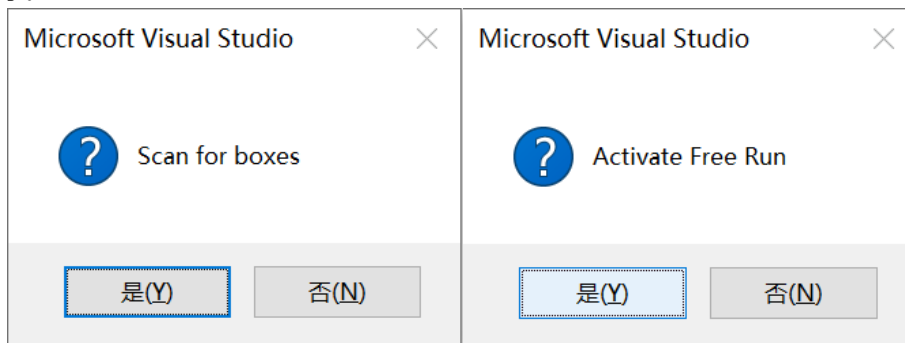 Microsoft Visual Studio
Scan for boxes
是(Y)
否(N)
Microsoft Visual Studio
Activate Free Run
是(Y)
否(N)